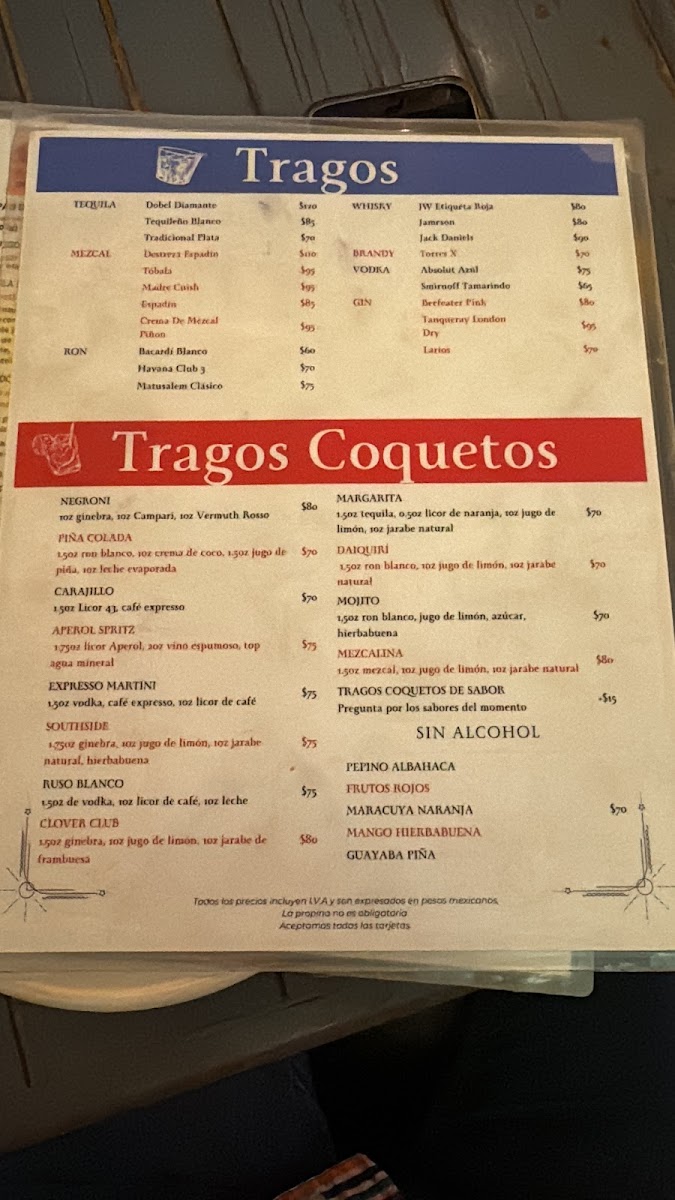 Tragos
TEQUILA Dobel Diamante $120
Tequileño Blanco $85
Tradicional Plata $70
MEZCAL Destreza Espadín $110
Tobala $95
Madre Cuish $95
Espadín $85
Crema De Mezcal $95
Piñon
RON Bacardí Blanco $60
Havana Club 3 $70
Matusalem Clásico $75
WHISKY JW Etiqueta Roja $80
Jameson $80
Jack Daniels $90
BRANDY Torres X $70
VODKA Absolut Azul $75
Smirnoff Tamarindo $65
GIN Beefeater Pink $80
Tanqueray London $95
Dry
Larios $70
Tragos Coquetos
NEGRONI $80
1oz ginebra, 1oz Campari, 1oz Vermuth Rosso
PIÑA COLADA
1.5oz ron blanco, 1oz crema de coco, 1.5oz jugo de $70
piña, 1oz leche evaporada
CARAJILLO $70
1.5oz Licor 43, café expresso
APEROL SPRITZ
1.75oz licor Aperol, 2oz vino espumoso, top $75
agua mineral
EXPRESSO MARTINI $75
1.5oz vodka, café expresso, 1oz licor de café
SOUTHSIDE
1.75oz ginebra, 1oz jugo de limón, 1oz jarabe $75
natural, hierbabuena
RUSO BLANCO $75
1.5oz de vodka, 1oz licor de café, 1oz leche
CLOVER CLUB
1.5oz ginebra, 1oz jugo de limón, 1oz jarabe de $80
frambuesa
MARGARITA
1.5oz tequila, 0.5oz licor de naranja, 1oz jugo de $70
limón, 1oz jarabe natural
DAIQUIRÍ
1.5oz ron blanco, 1oz jugo de limón, 1oz jarabe $70
natural
MOJITO
1.5oz ron blanco, jugo de limón, azúcar, $70
hierbabuena
MEZCALINA $80
1.5oz mezcal, 1oz jugo de limón, 1oz jarabe natural
TRAGOS COQUETOS DE SABOR +$15
Pregunta por los sabores del momento
SIN ALCOHOL
PEPINO ALBAHACA
FRUTOS ROJOS
MARACUYA NARANJA $70
MANGO HIERBABUENA
GUAYABA PIÑA
Todos los precios incluyen I.V.A y son expresados en pesos mexicanos.
La propina no es obligatoria
Aceptamos todas las tarjetas